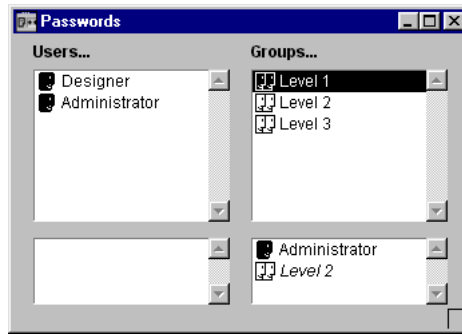 Passwords
Users...
Groups...
Designer
Administrator
Level 1
Level 2
Level 3
Administrator
Level 2